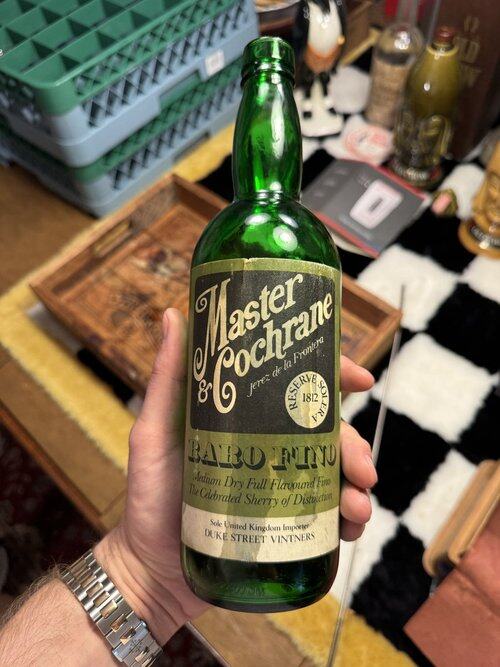 Master
& Cochrane
Jerez de la Frontera
RESERVE SOLERA
1812
BARO FINO
Medium Dry Full Flavoured Fino
The Celebrated Sherry of Distinction
Sole United Kingdom Importer
DUKE STREET VINTNERS